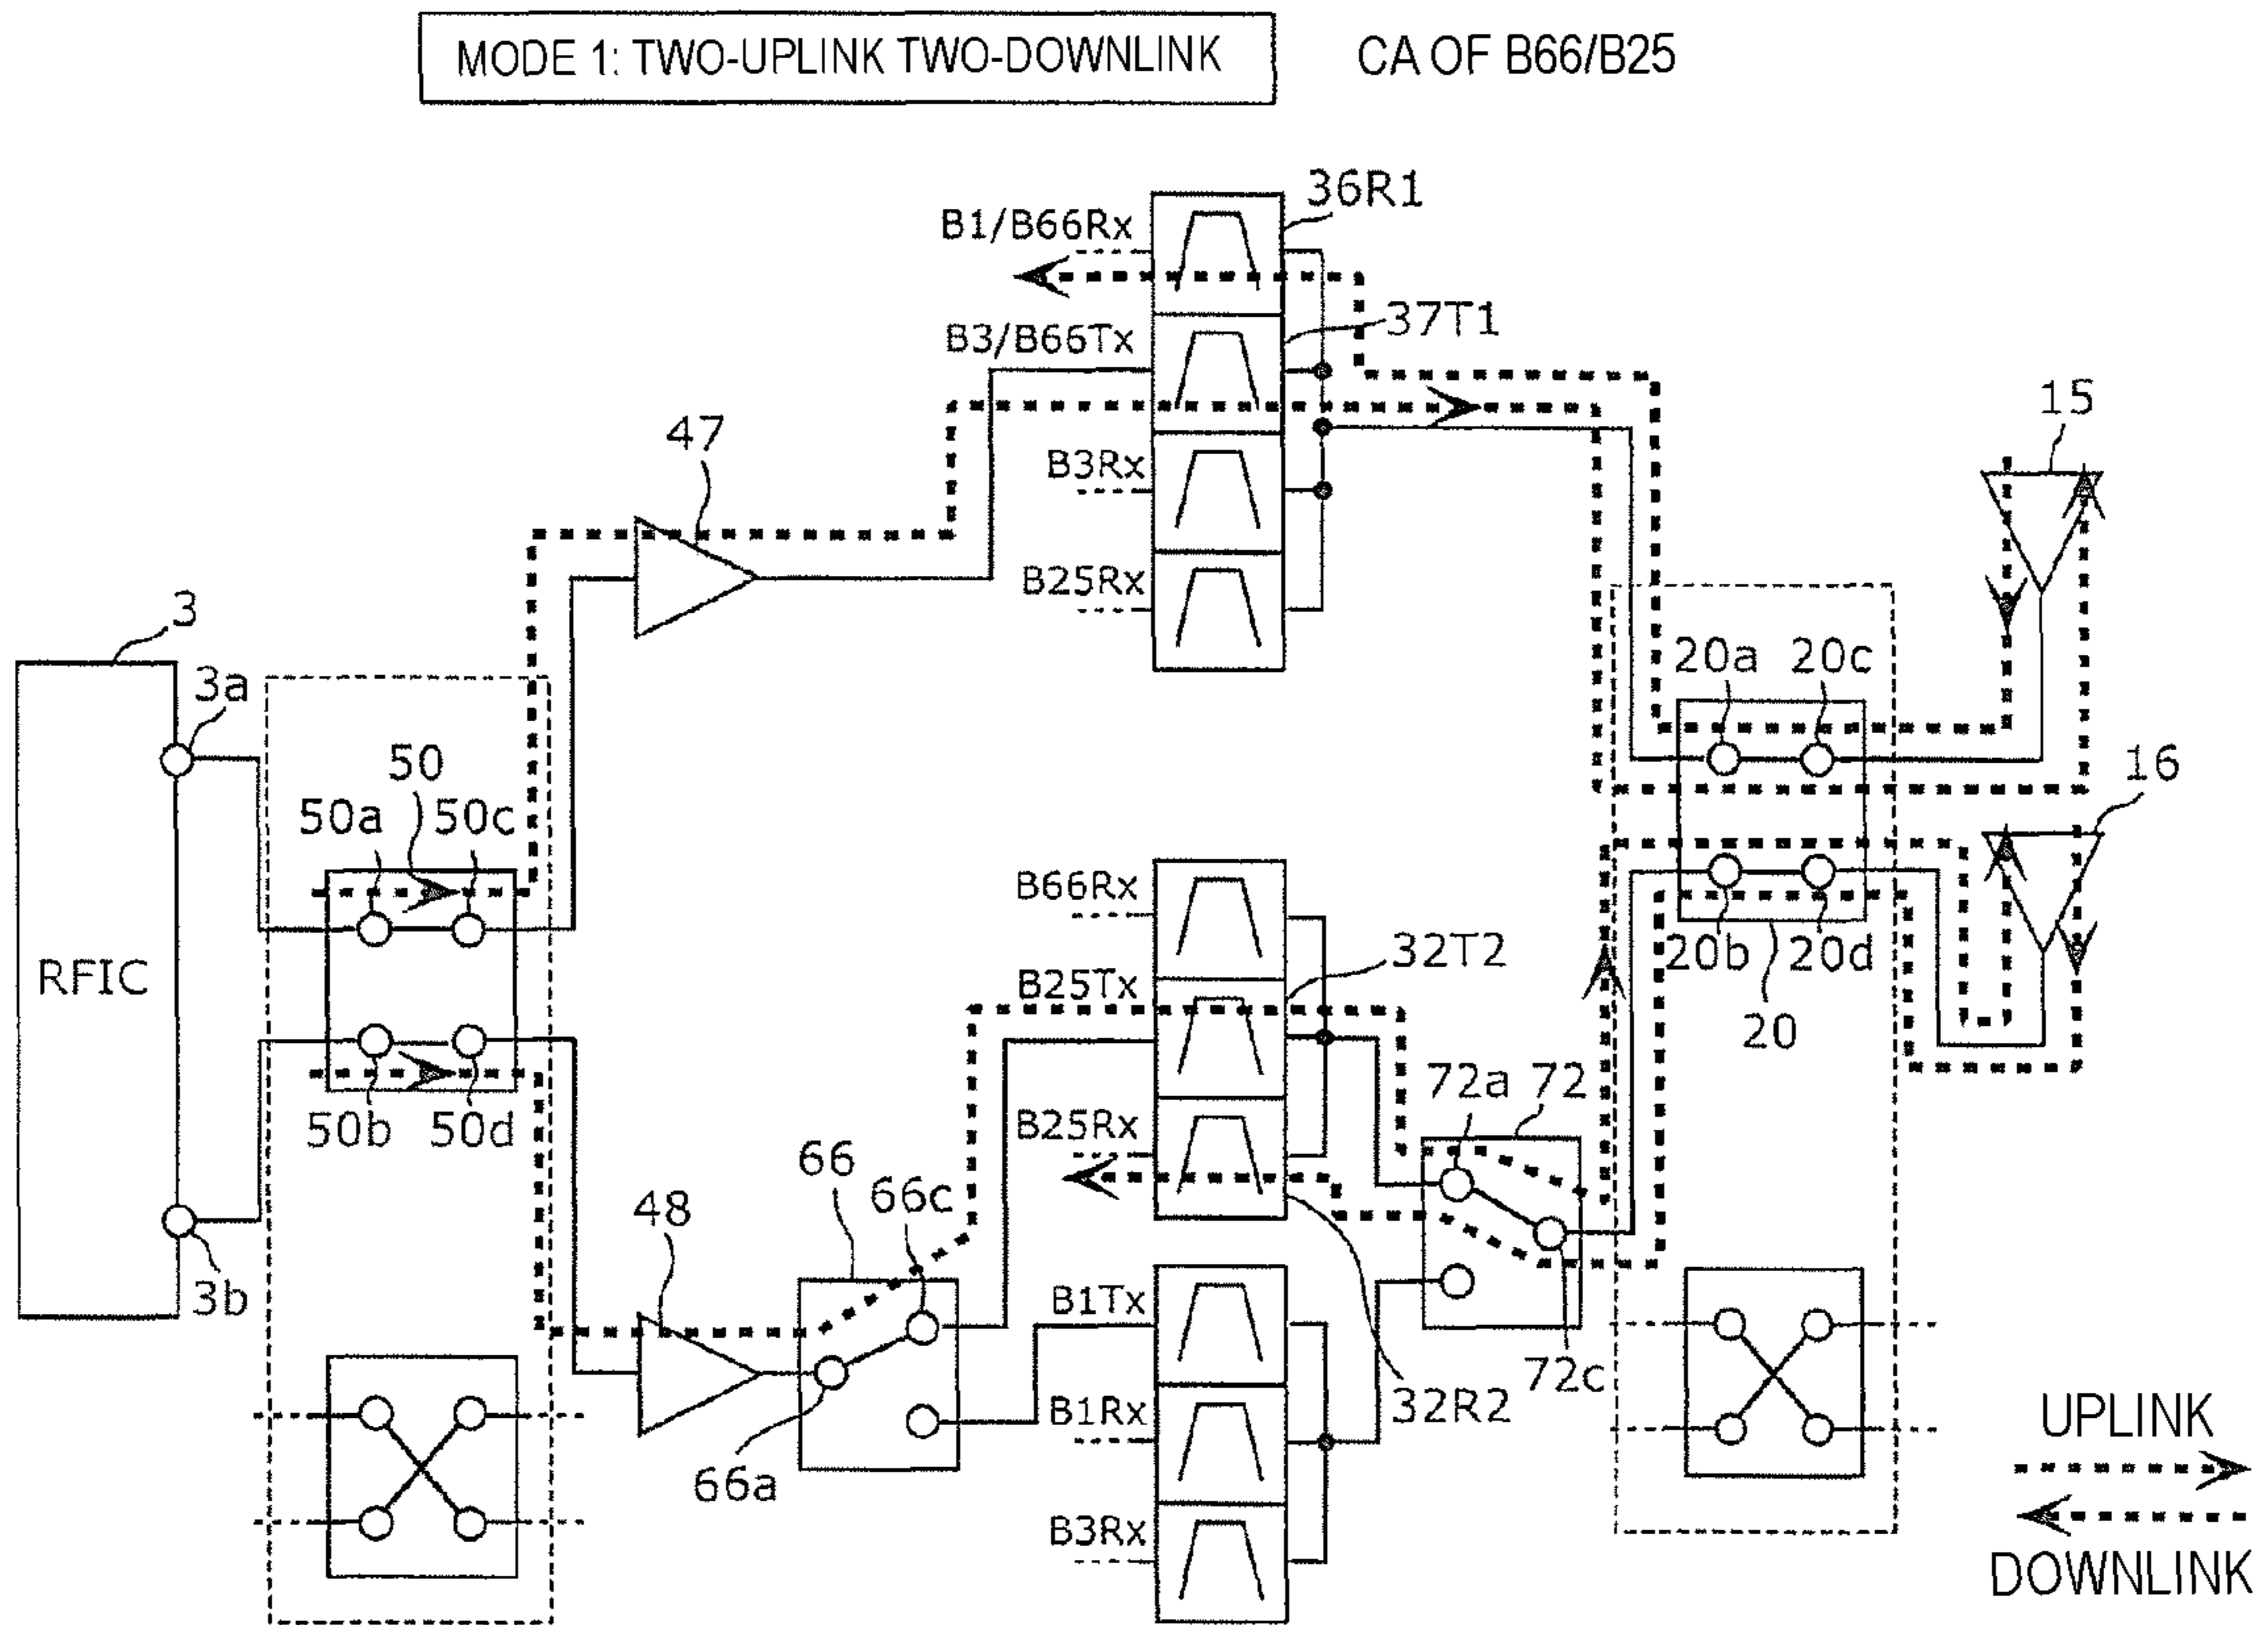 MODE 1: TWO-UPLINK TWO-DOWNLINK
CA OF B66/B25
36R1
B1/B66Rx
37T1
B3/B66Tx
15
47
B3Rx
B25Rx
3
3a
20a
20c
50
16
50a
50c
B66Rx
RFIC
32T2
20b
20d
B25Tx
20
72a
72
50b
50d
B25Rx
66
66c
48
3b
B1Tx
72c
32R2
B1Rx
66a
UPLINK
B3Rx
DOWNLINK